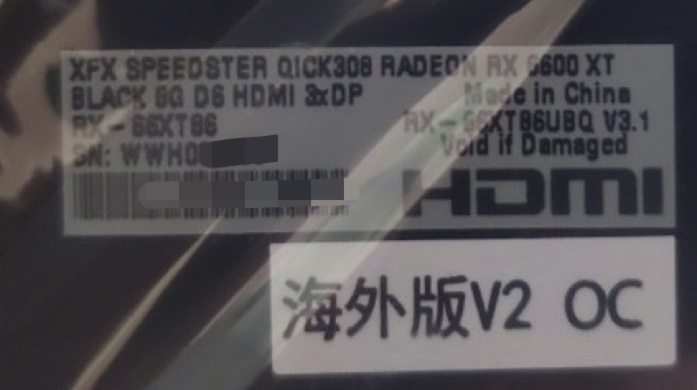 XFX SPEEDSTER QICK308 RADEON RX 6600 XT
BLACK 8G D6 HDMI 3xDP Made in China
RX-66XT86 RX-66XT86UBQ V3.1
SN: WWH0 Void if Damaged
HDMI
海外版V2 OC